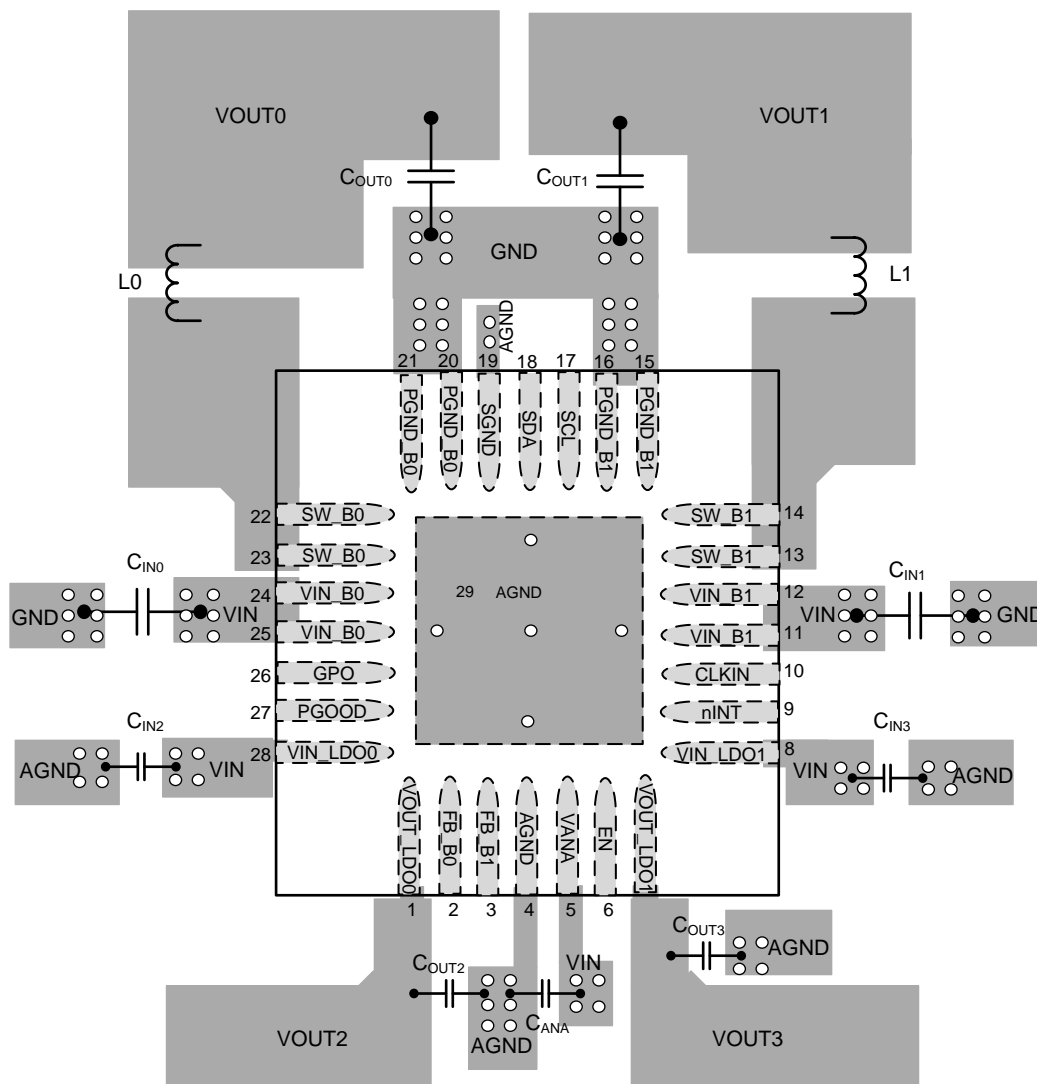 VOUT0
VOUT1
COUT0
COUT1
GND
L0
L1
AGND
21
20
19
18
17
16
15
PGND_B0
PGND_B0
SGND
SDA
SCL
PGND_B1
PGND_B1
22
SW_B0
SW_B1
14
23
SW_B0
SW_B1
13
CIN0
CIN1
24
VIN_B0
29
AGND
VIN_B1
12
GND
VIN
VIN
GND
25
VIN_B0
VIN_B1
11
26
GPO
CLKIN
10
27
PGOOD
nINT
9
CIN2
CIN3
28
VIN_LDO0
VIN_LDO1
8
AGND
VIN
VIN
AGND
VOUT_LDO0
FB_B0
FB_B1
AGND
VANA
EN
VOUT_LDO1
1
2
3
4
5
6
COUT3
AGND
COUT2
VIN
CANA
VOUT2
AGND
VOUT3